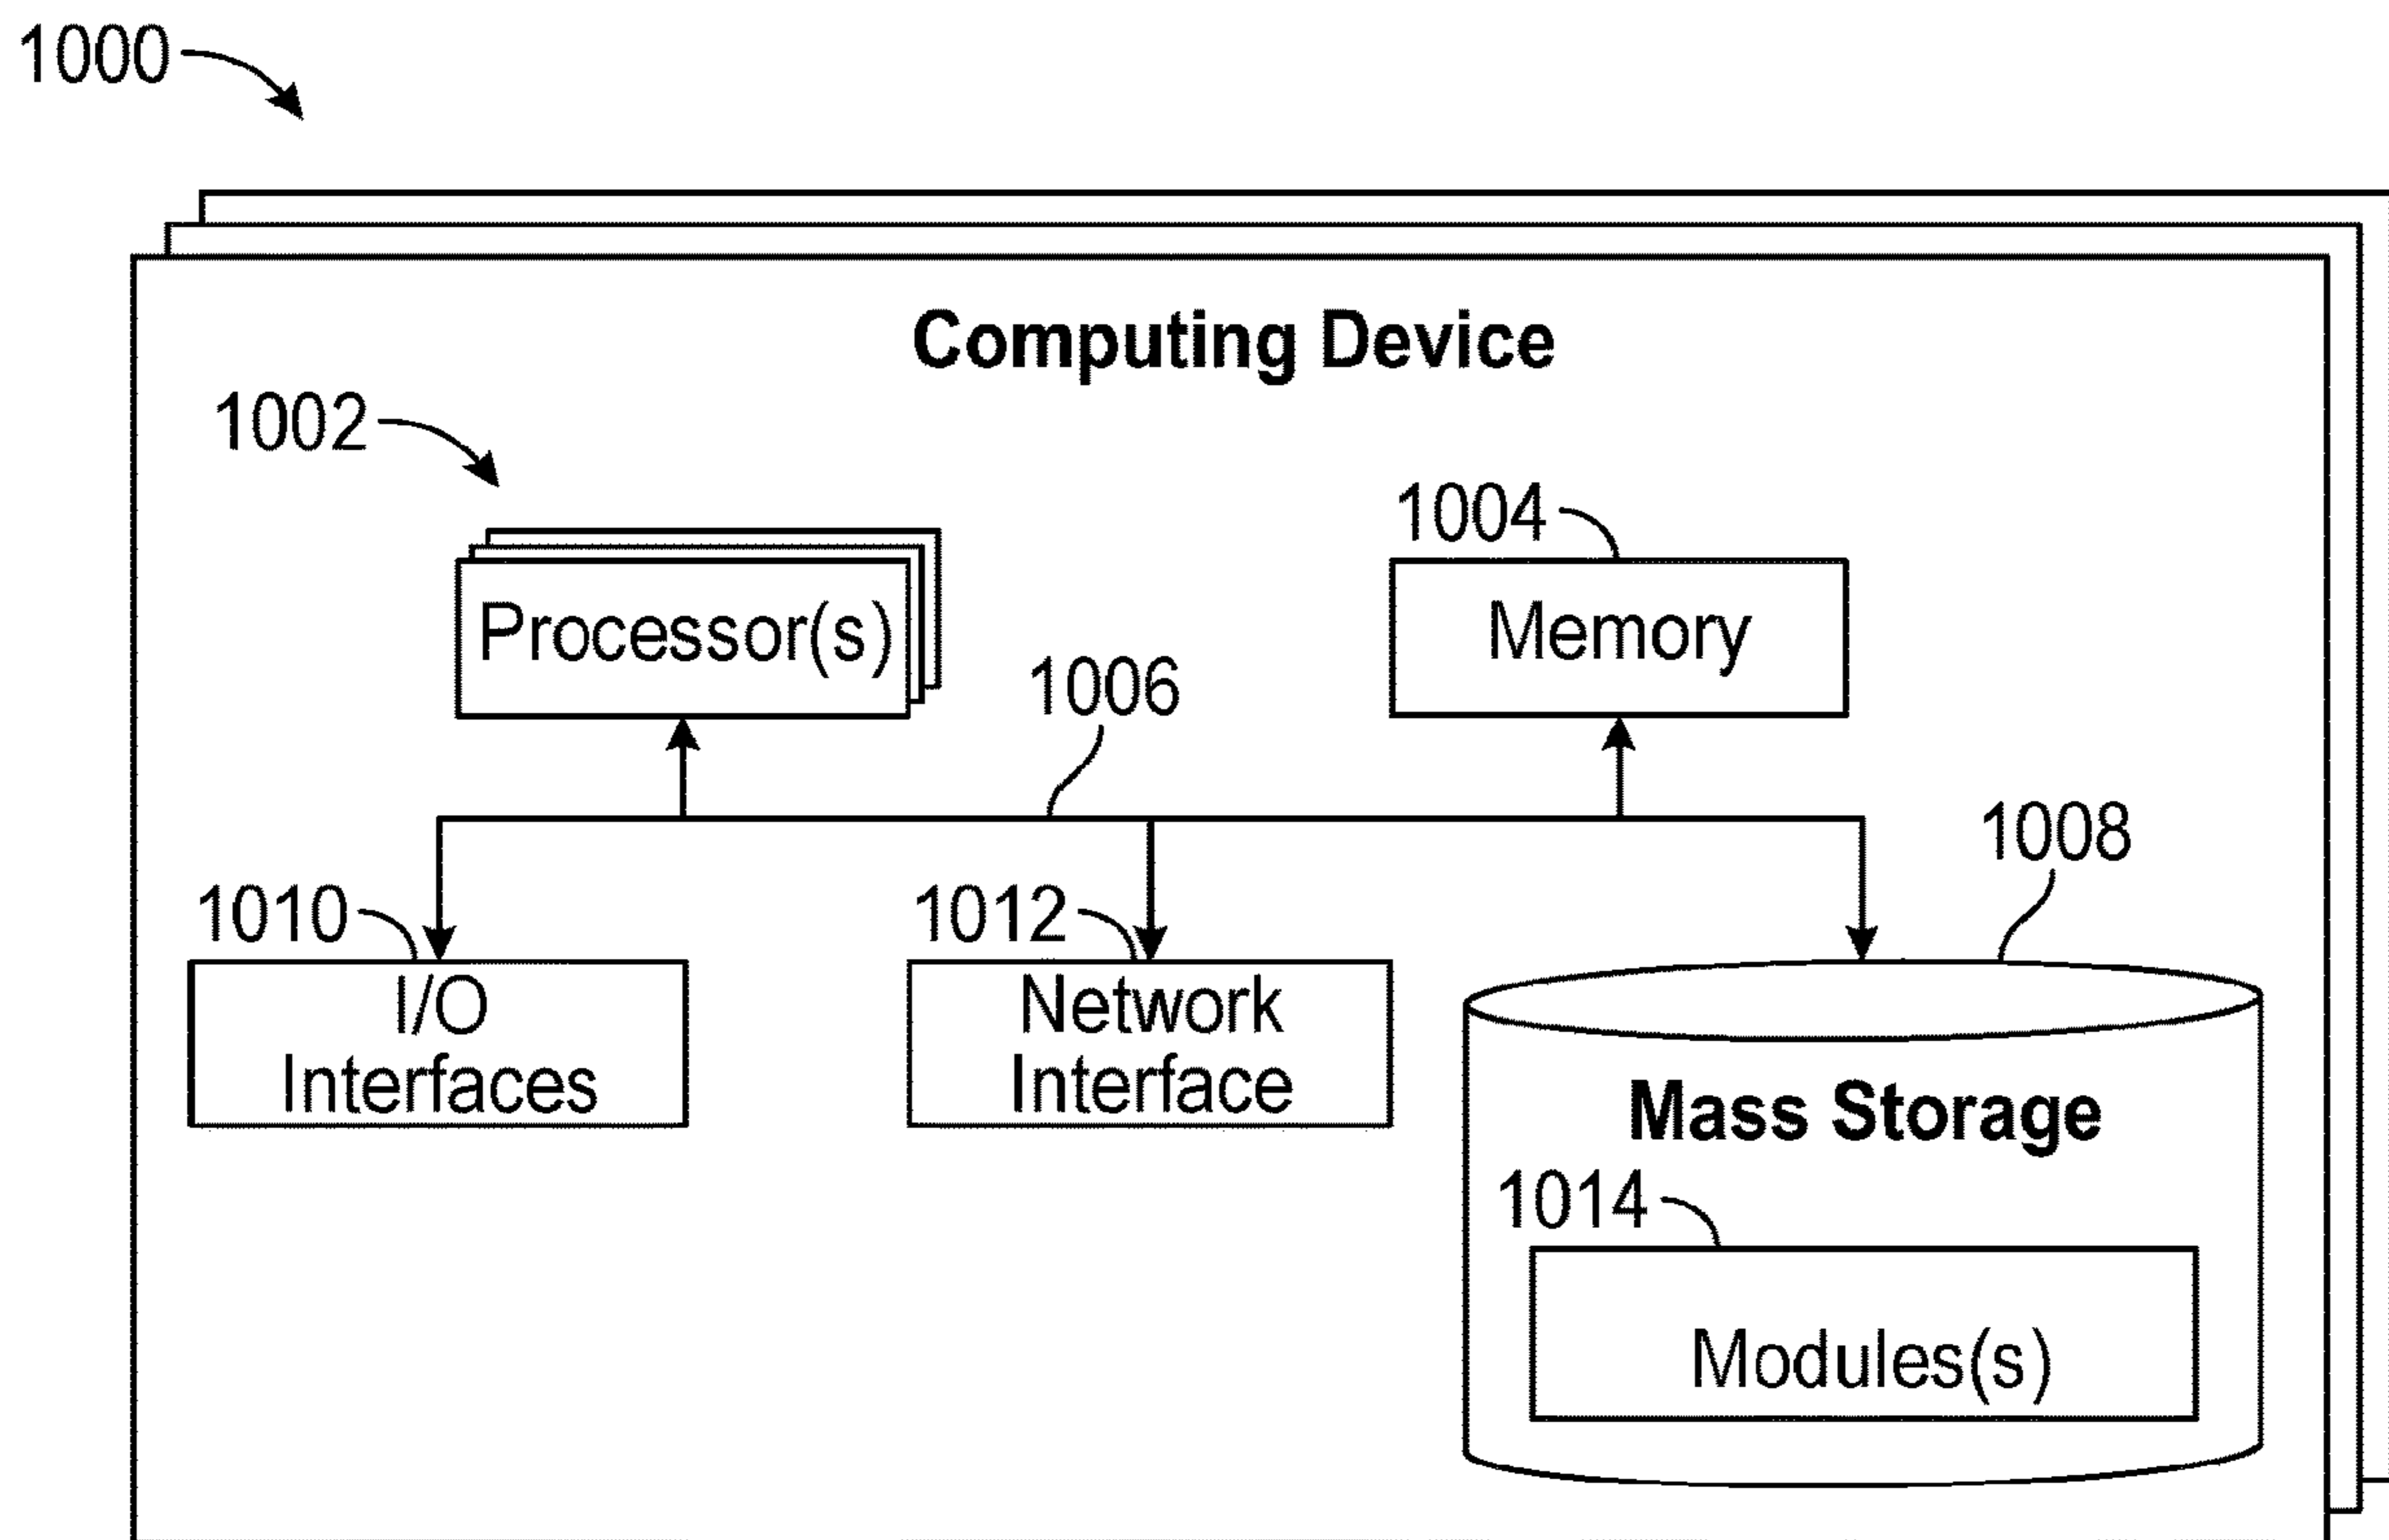 1000
Computing Device
1002
1004
Processor(s)
Memory
1006
1008
1010
1012
I/O
Interfaces
Network
Interface
Mass Storage
1014
Modules(s)